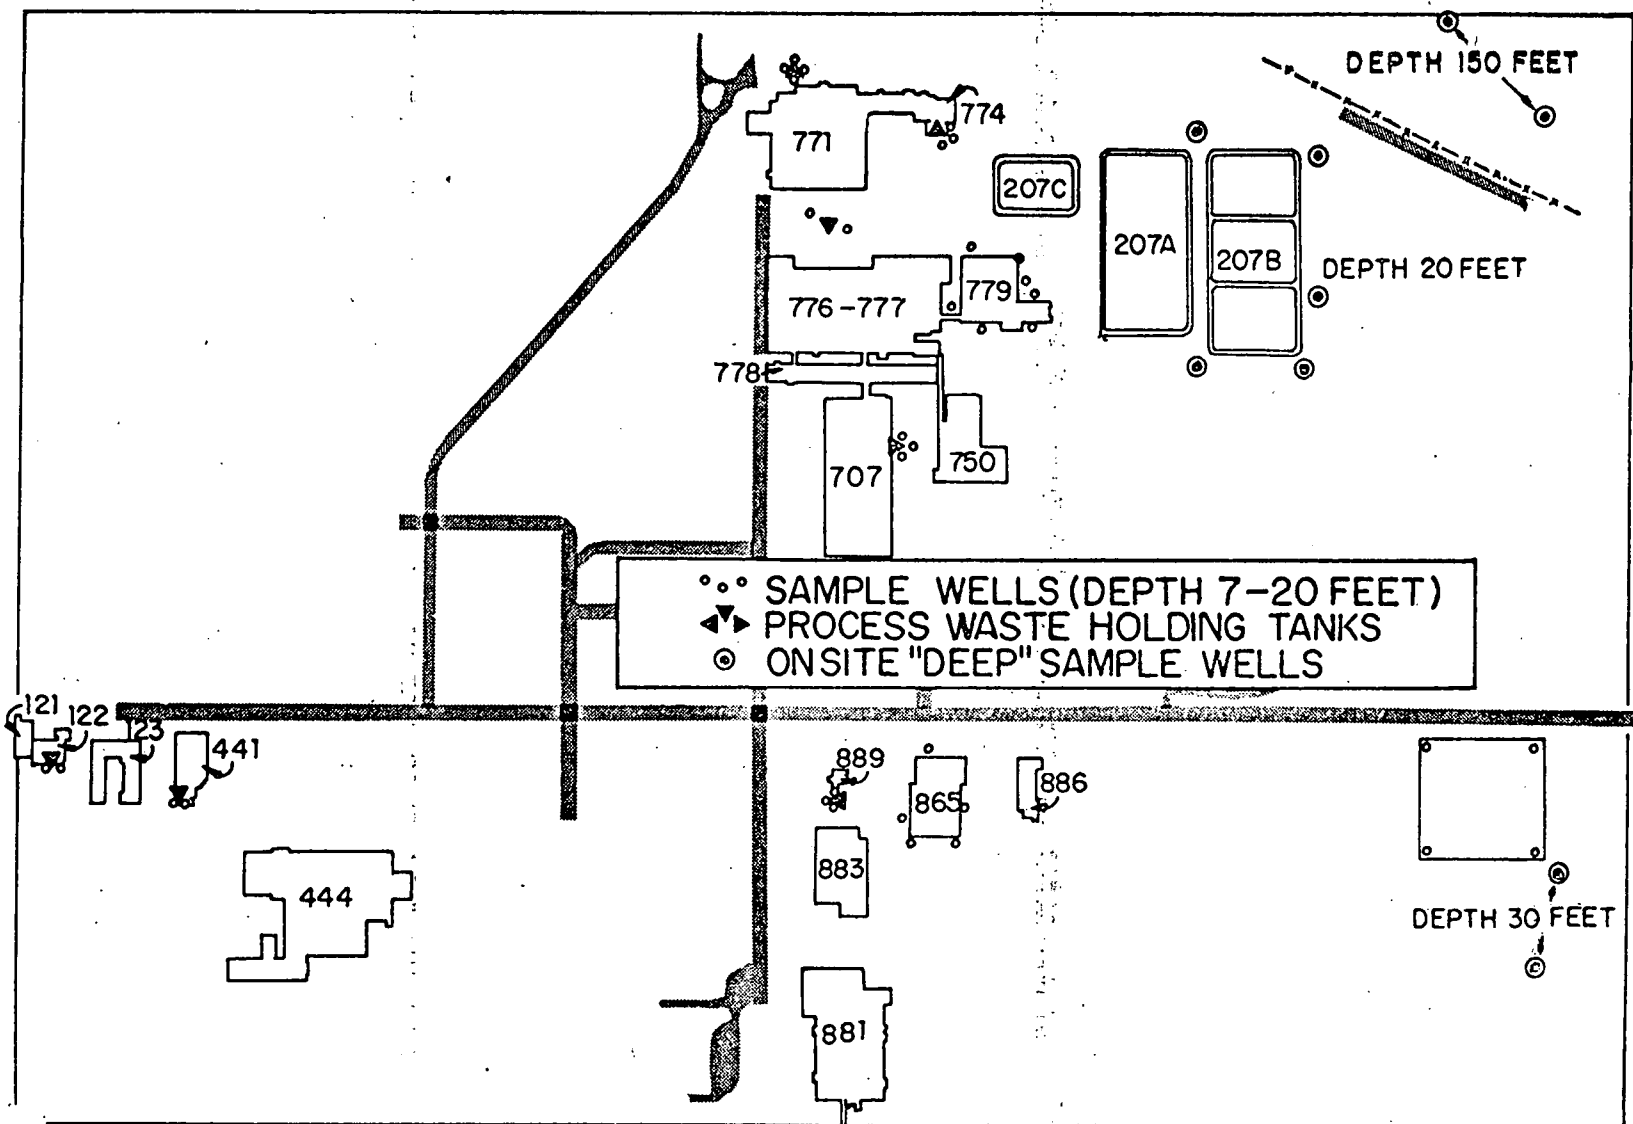 DEPTH 150 FEET
774
771
207C
207A
207B
DEPTH 20 FEET
779
776-777
778
750
707
SAMPLE WELLS (DEPTH 7-20 FEET)
PROCESS WASTE HOLDING TANKS
ONSITE "DEEP" SAMPLE WELLS
121
122
123
441
889
886
865
883
444
DEPTH 30 FEET
881